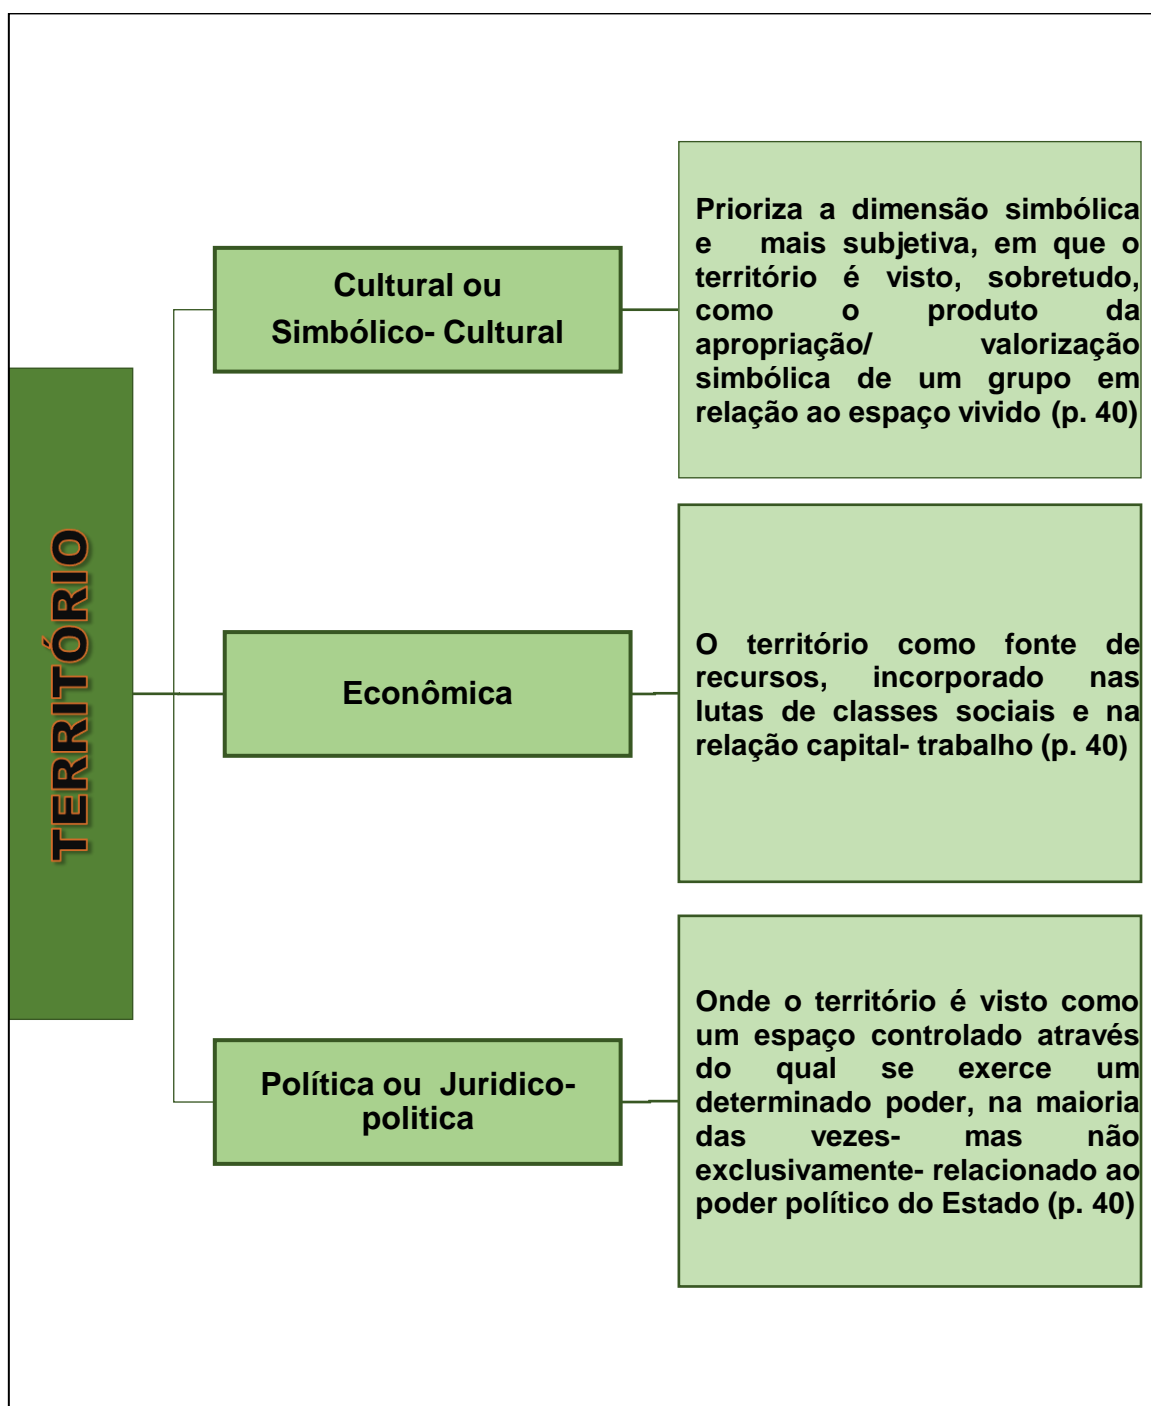 TERRITÓRIO
Cultural ou
Simbólico- Cultural
Prioriza a dimensão simbólica
e mais subjetiva, em que o
território é visto, sobretudo,
como o produto da
apropriação/ valorização
simbólica de um grupo em
relação ao espaço vivido (p. 40)
Econômica
O território como fonte de
recursos, incorporado nas
lutas de classes sociais e na
relação capital- trabalho (p. 40)
Política ou Juridico-
politica
Onde o território é visto como
um espaço controlado através
do qual se exerce um
determinado poder, na maioria
das vezes- mas não
exclusivamente- relacionado ao
poder político do Estado (p. 40)